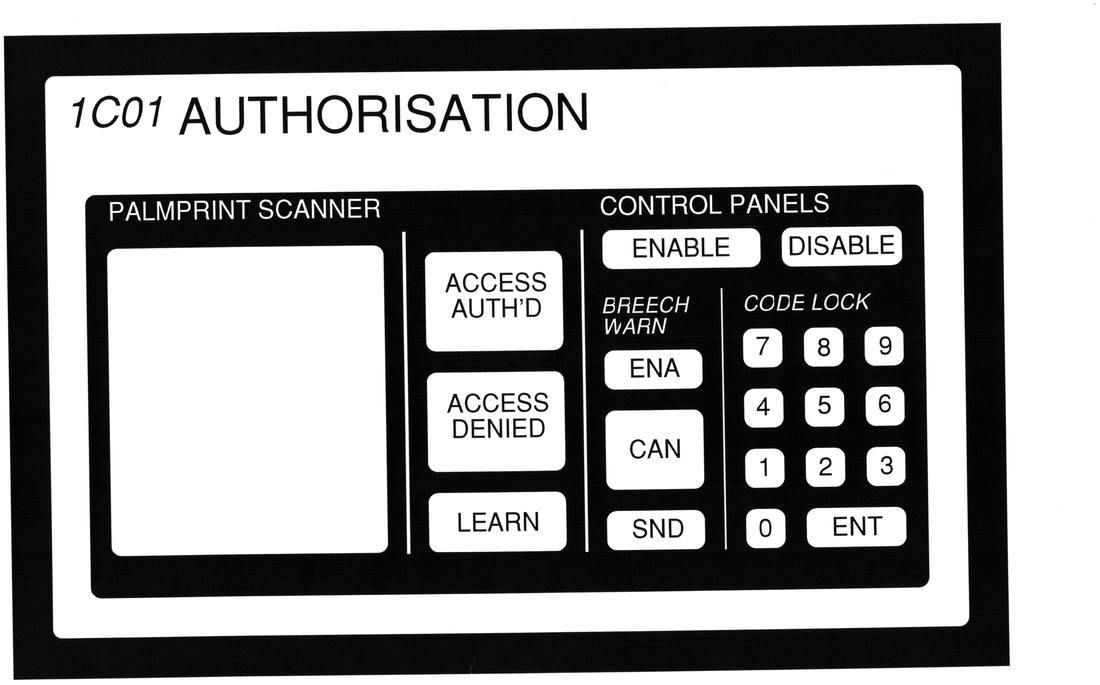 1C01 AUTHORISATION
PALMPRINT SCANNER
ACCESS
AUTH'D
ACCESS
DENIED
LEARN
CONTROL PANELS
ENABLE DISABLE
BREECH
WARN
ENA
CAN
SND
CODE LOCK
7 8 9
4 5 6
1 2 3
0 ENT